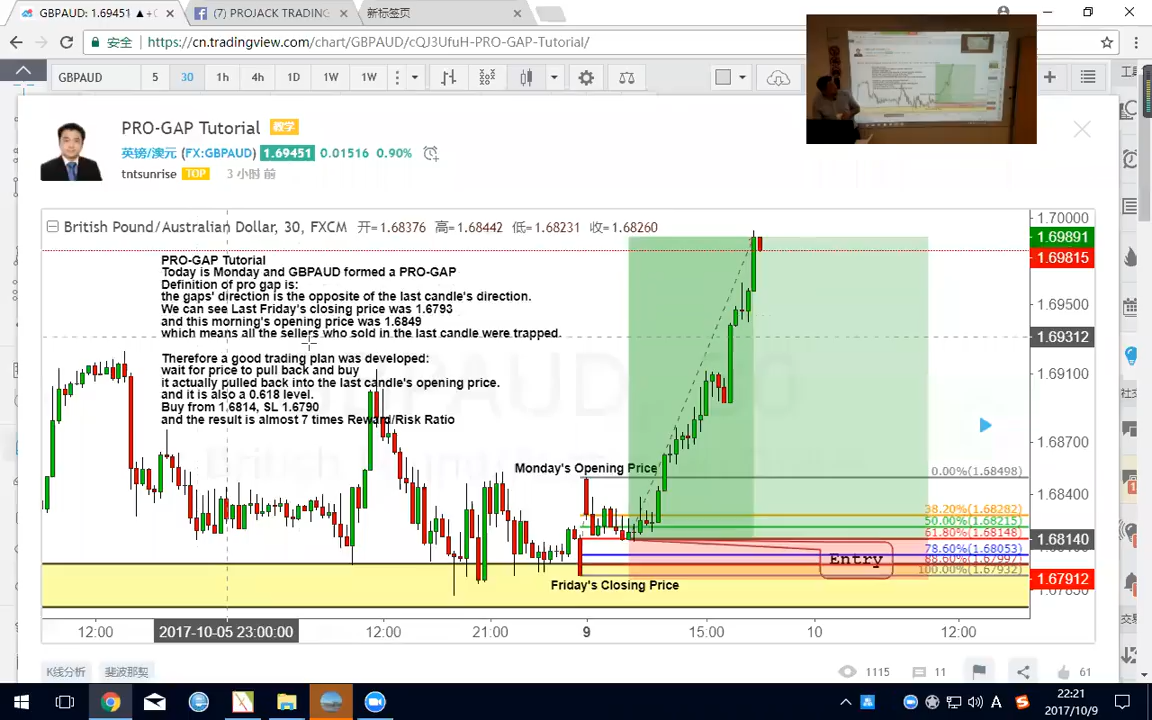 GBPAUD: 1.69451 ▲ +0
(7) PROJACK TRADING
新标签页
安全
https://cn.tradingview.com/chart/GBPAUD/cQJ3UfuH-PRO-GAP-Tutorial/
GBPAUD 5 30 1h 4h 1D 1W 1W
PRO-GAP Tutorial 教学
英镑/澳元 (FX:GBPAUD) 1.69451 0.01516 0.90%
tntsunrise TOP 3 小时 前
British Pound/Australian Dollar, 30, FXCM 开=1.68376 高=1.68442 低=1.68231 收=1.68260
PRO-GAP Tutorial
Today is Monday and GBPAUD formed a PRO-GAP
Definition of pro gap is:
the gaps' direction is the opposite of the last candle's direction.
We can see Last Friday's closing price was 1.6793
and this morning's opening price was 1.6849
which means all the sellers who sold in the last candle were trapped.
Therefore a good trading plan was developed:
wait for price to pull back and buy
it actually pulled back into the last candle's opening price.
and it is also a 0.618 level.
Buy from 1.6814, SL 1.6790
and the result is almost 7 times Reward/Risk Ratio
1.70000
1.69891
1.69815
1.69500
1.69312
1.69100
1.68700
Monday's Opening Price
0.00%(1.68498)
1.68400
38.20%(1.68282)
50.00%(1.68215)
61.80%(1.68148)
1.68140
78.60%(1.68053)
88.60%(1.67997)
100.00%(1.67932)
Entry
1.67912
Friday's Closing Price
12:00 2017-10-05 23:00:00 12:00 21:00 9 15:00 10 12:00
K线分析 斐波那契
1115 11 61
22:21
2017/10/9